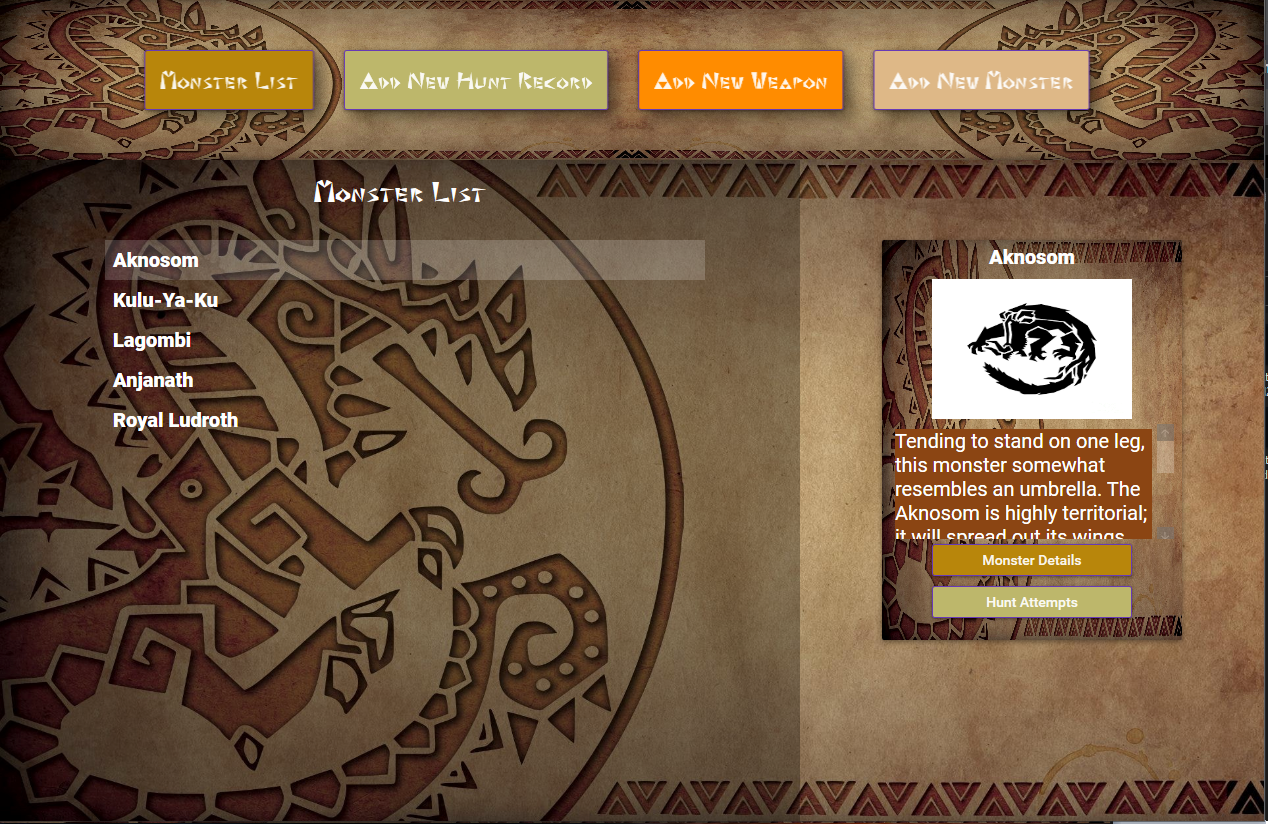 Monster List
Add New Hunt Record
Add New Weapon
Add New Monster
Monster List
Aknosom
Kulu-Ya-Ku
Lagombi
Anjanath
Royal Ludroth
Aknosom
Tending to stand on one leg,
this monster somewhat
resembles an umbrella. The
Aknosom is highly territorial;
it will spread out its wings
Monster Details
Hunt Attempts